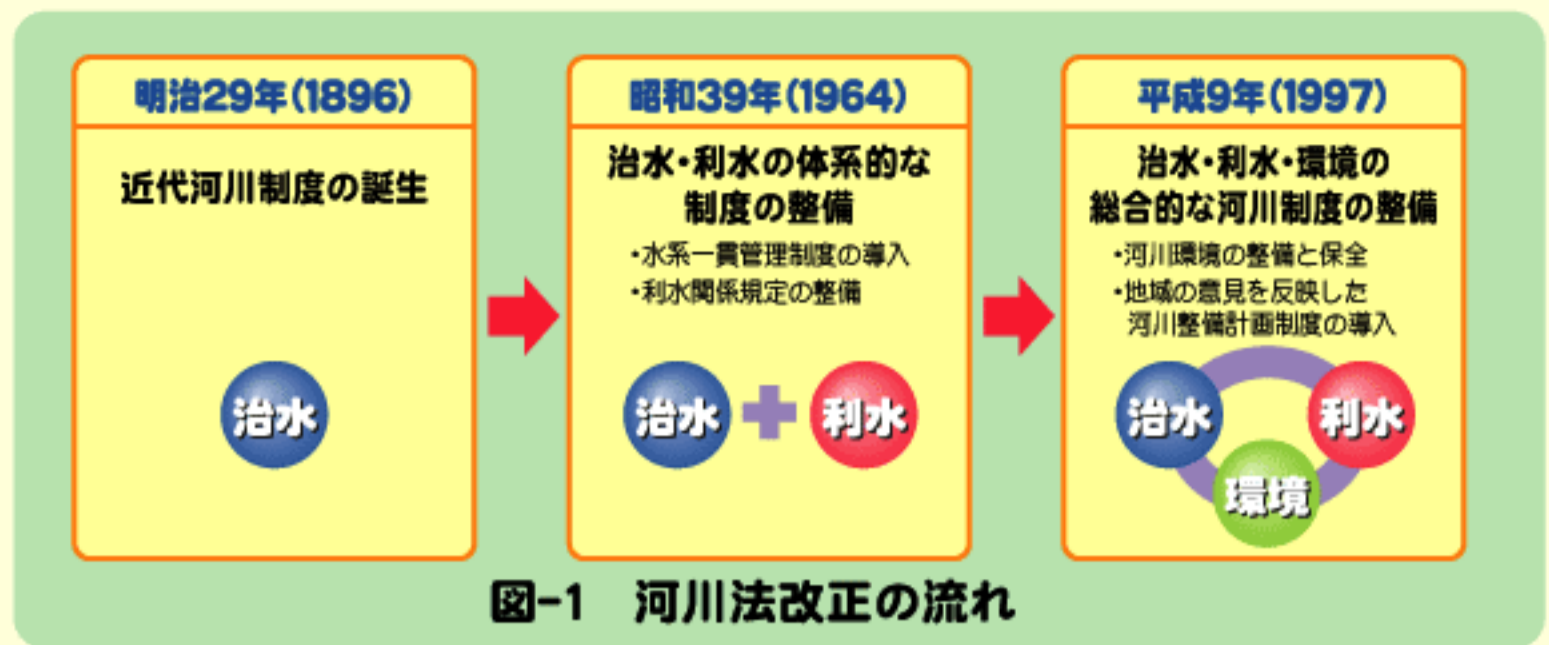 明治29年(1896)
近代河川制度の誕生
治水
昭和39年(1964)
治水・利水の体系的な
制度の整備
・水系一貫管理制度の導入
・利水関係規定の整備
治水
利水
平成9年(1997)
治水・利水・環境の
総合的な河川制度の整備
・河川環境の整備と保全
・地域の意見を反映した
河川整備計画制度の導入
治水
利水
環境
図-1 河川法改正の流れ